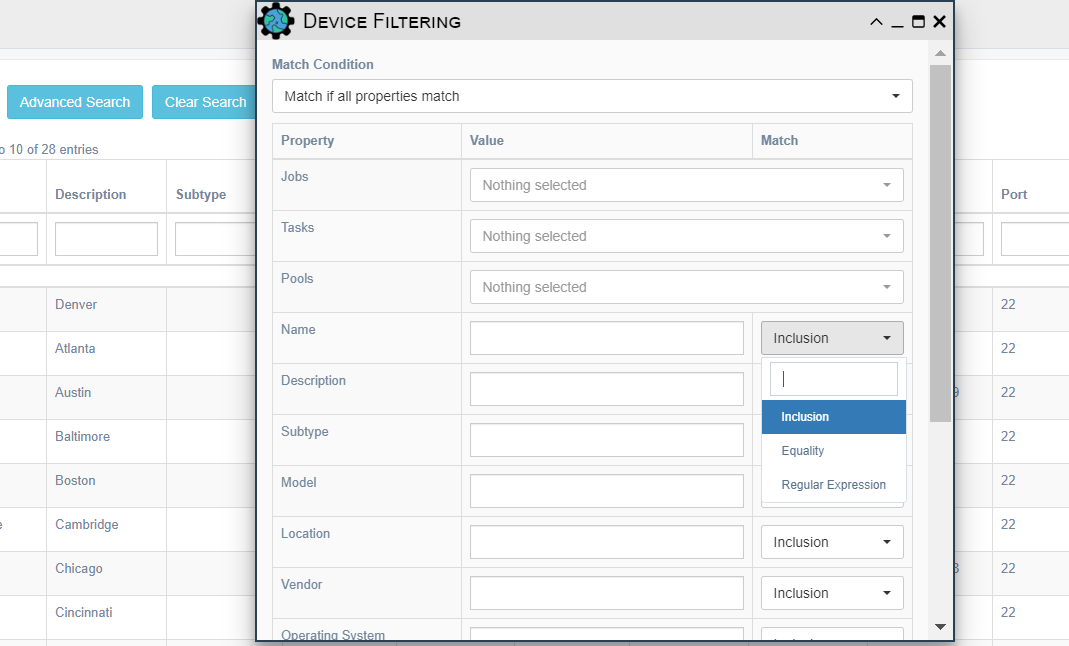 Device Filtering
Match Condition
Match if all properties match
Property Value Match
Jobs Nothing selected
Tasks Nothing selected
Pools Nothing selected
Name Inclusion
Description
Inclusion
Subtype
Equality
Model
Regular Expression
Location Inclusion
Vendor Inclusion
Operating System
Advanced Search Clear Search
10 of 28 entries
Description Subtype Port
Denver 22
Atlanta 22
Austin 9 22
Baltimore 22
Boston 22
Cambridge 22
Chicago 3 22
Cincinnati 22